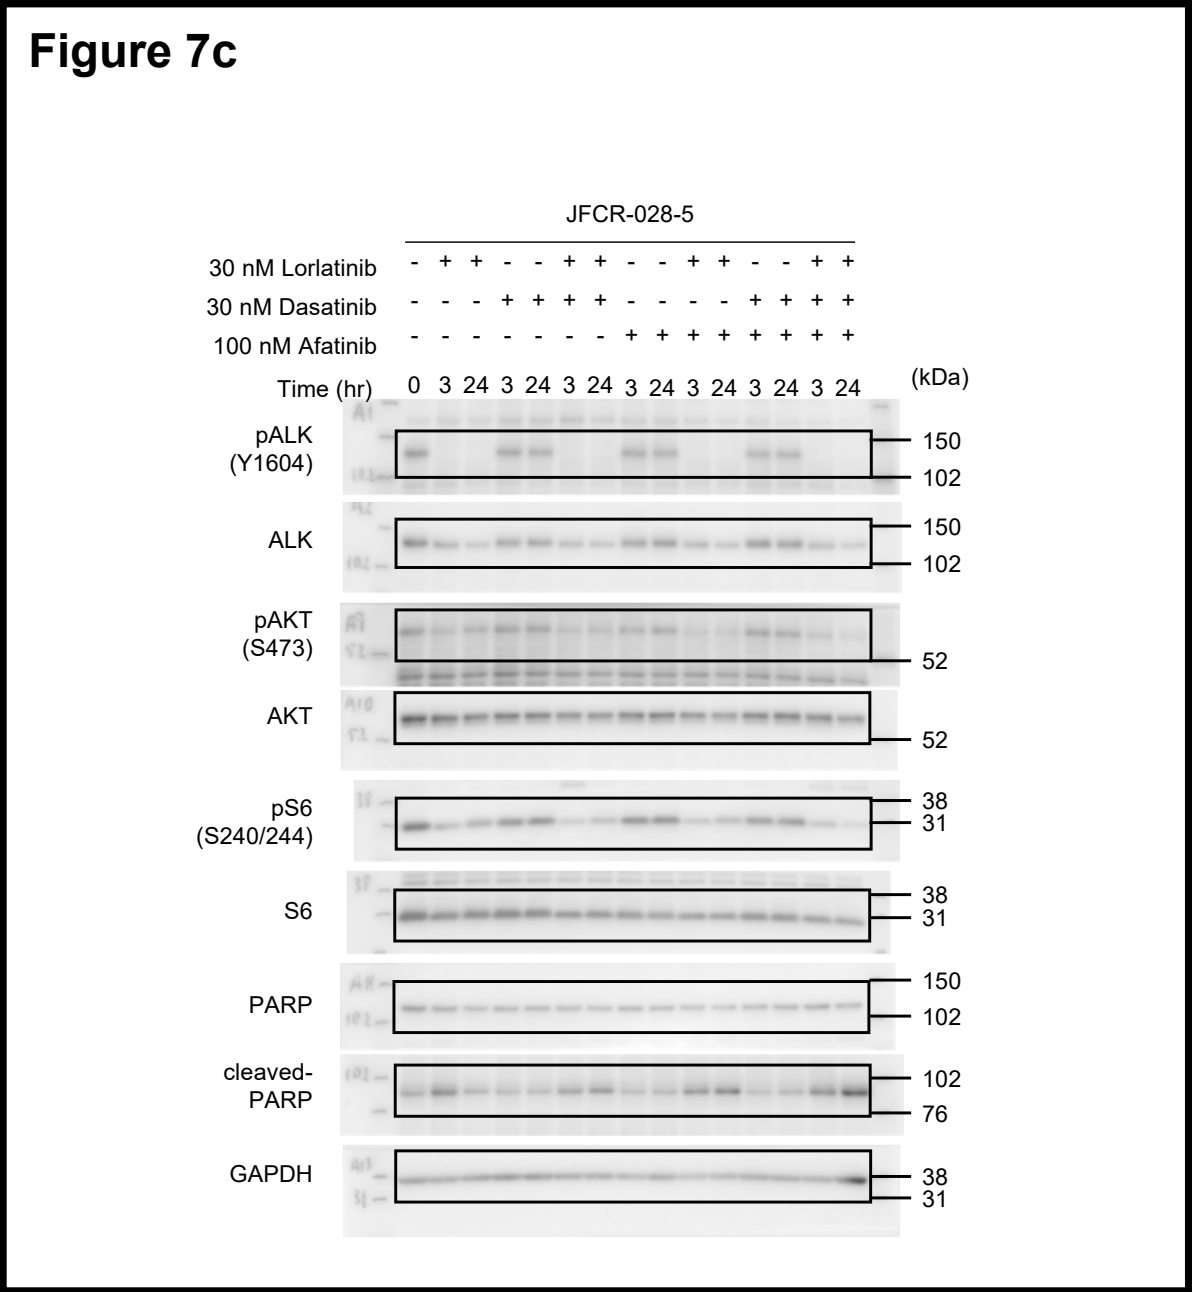 Figure 7c
JFCR-028-5
30 nM Lorlatinib - + + - - + + - - + + - - + +
30 nM Dasatinib - - - + + + + - - - - + + + +
100 nM Afatinib - - - - - - - + + + + + + + +
Time (hr) 0 3 24 3 24 3 24 3 24 3 24 3 24 3 24 (kDa)
pALK
(Y1604)
150
102
ALK
150
102
pAKT
(S473)
52
AKT
52
pS6
(S240/244)
38
31
S6
38
31
PARP
150
102
cleaved-
PARP
102
76
GAPDH
38
31